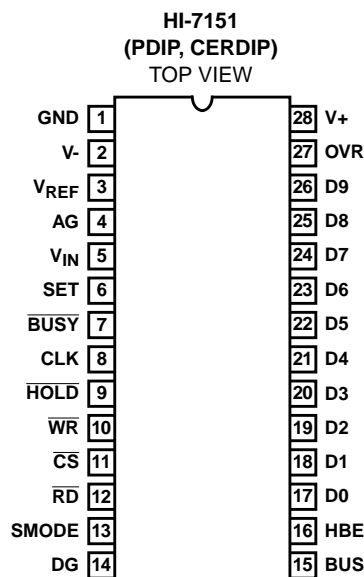 HI-7151
(PDIP, CERDIP)
TOP VIEW
GND 1 28 V+
V- 2 27 OVR
VREF 3 26 D9
AG 4 25 D8
VIN 5 24 D7
SET 6 23 D6
BUSY 7 22 D5
CLK 8 21 D4
HOLD 9 20 D3
WR 10 19 D2
CS 11 18 D1
RD 12 17 D0
SMODE 13 16 HBE
DG 14 15 BUS